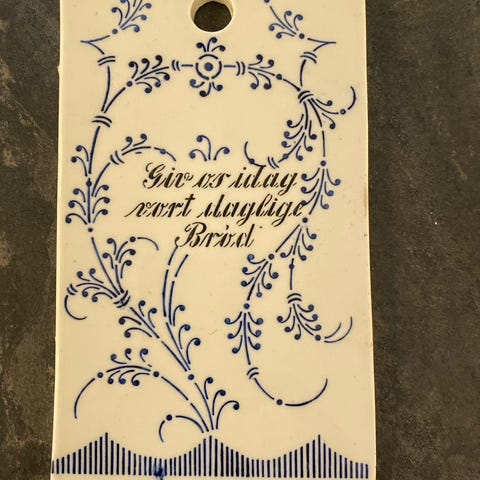 Giv os idag
vort daglige
Brød